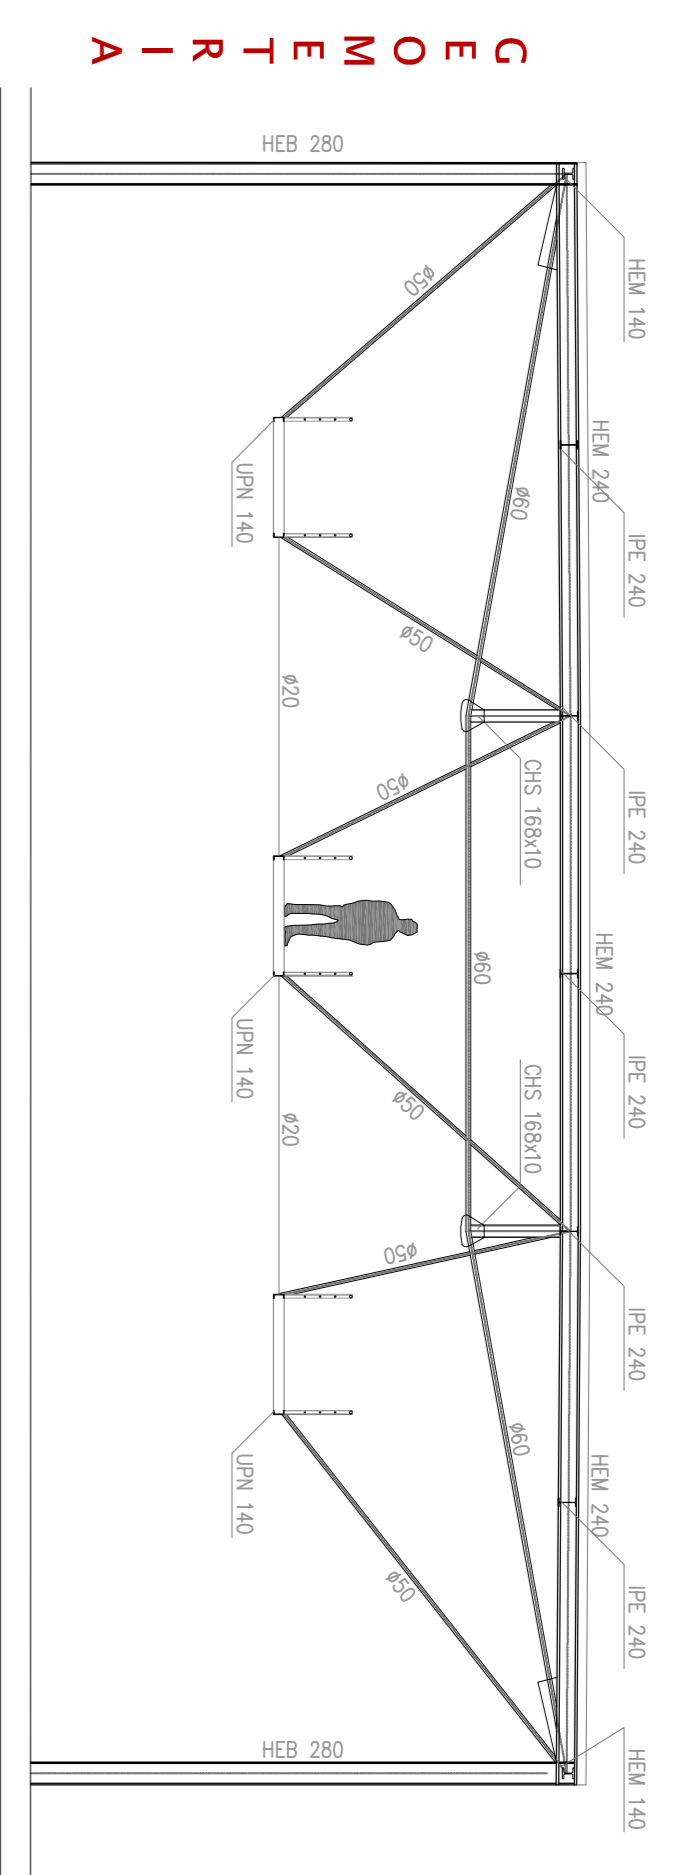 GEOMETRIA
HEM 140
IPE 240
IPE 240
IPE 240
IPE 240
IPE 240
HEM 140
HEM 240
HEM 240
HEM 240
CHS 168x10
CHS 168x10
ø60
ø60
ø60
ø50
ø50
ø50
ø50
ø50
ø50
HEB 280
HEB 280
ø20
ø20
UPN 140
UPN 140
UPN 140